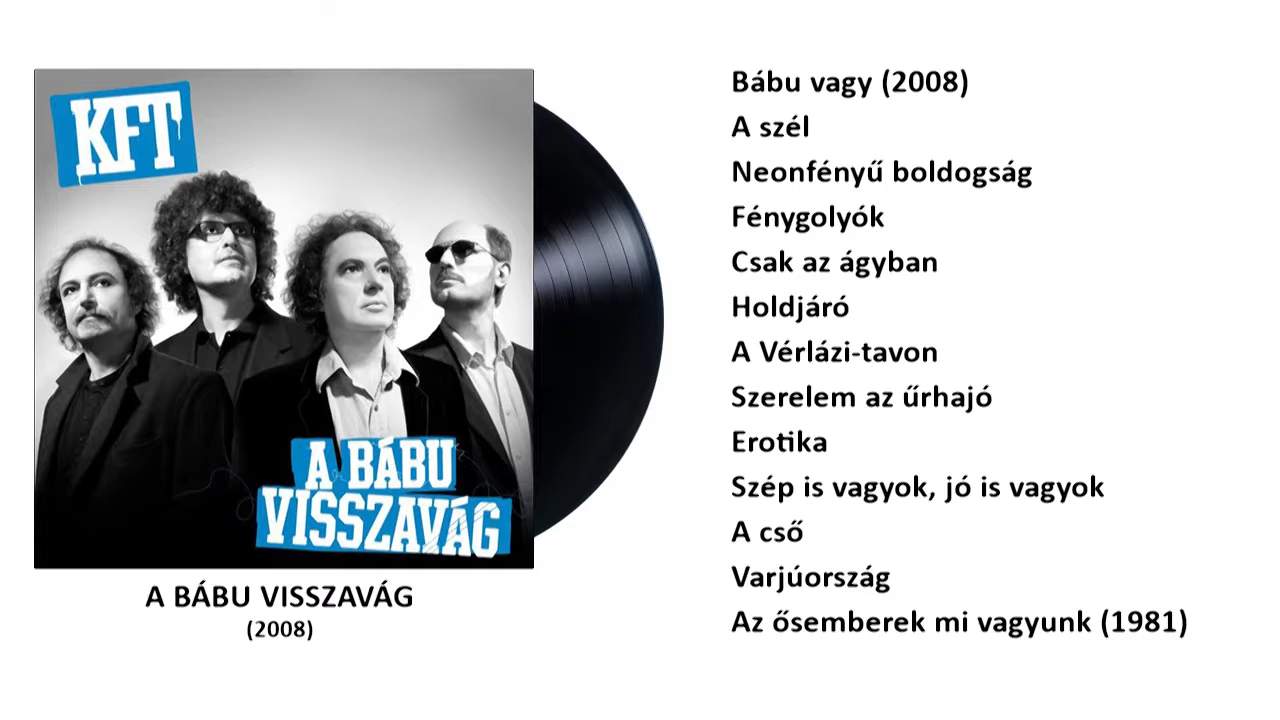 KFT
A BÁBU
VISSZAVÁG
A BÁBU VISSZAVÁG
(2008)
Bábu vagy (2008)
A szél
Neonfényű boldogság
Fénygolyók
Csak az ágyban
Holdjáró
A Vérlázi-tavon
Szerelem az űrhajó
Erotika
Szép is vagyok, jó is vagyok
A cső
Varjúország
Az ősemberek mi vagyunk (1981)